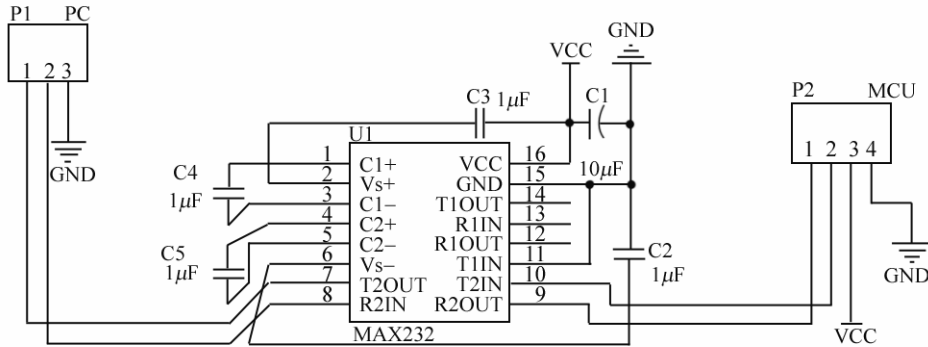 P1 PC
GND
1 2 3
VCC
P2 MCU
C3 1μF
C1
U1
GND
1 C1+ VCC 16
2 Vs+ GND 15
10μF
3 C1− T1OUT 14
4 C2+ R1IN 13
5 C2− R1OUT 12
6 Vs− T1IN 11
7 T2OUT T2IN 10
8 R2IN R2OUT 9
MAX232
C4
1μF
C5
1μF
C2
1μF
1 2 3 4
GND
VCC